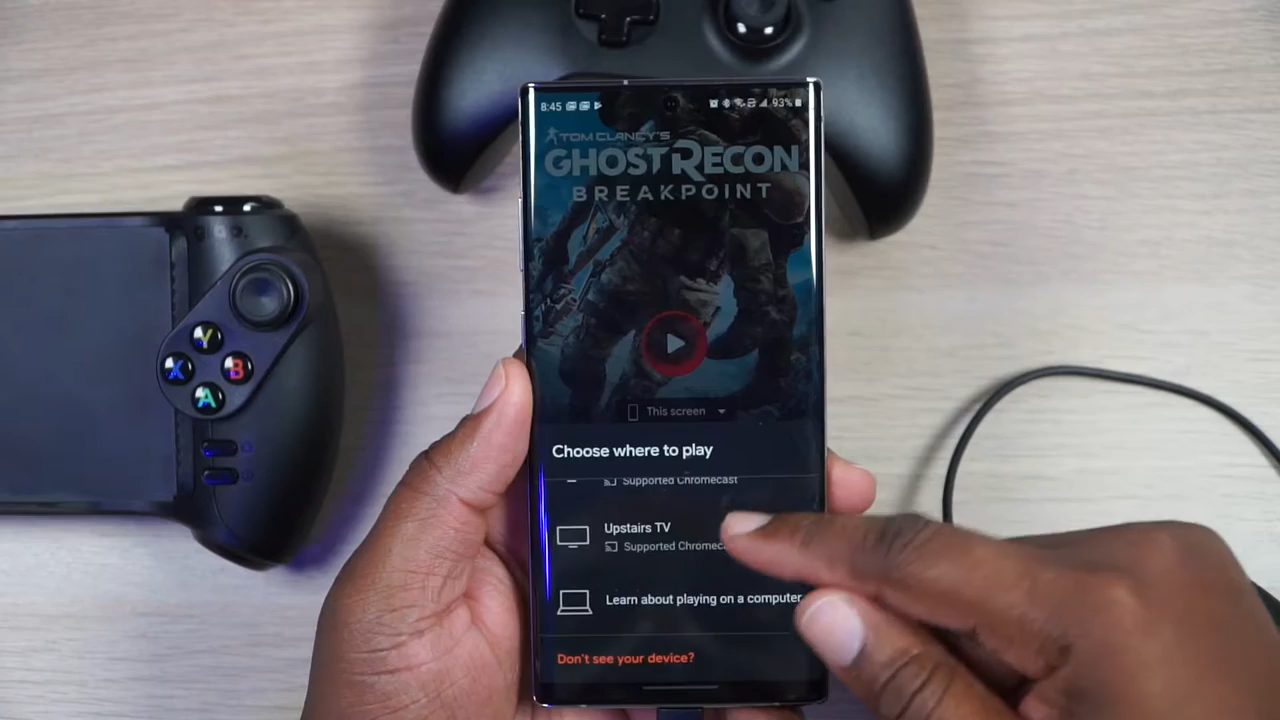 8:45
93%
TOM CLANCY'S
GHOST RECON
BREAKPOINT
This screen
Choose where to play
Supported Chromecast
Upstairs TV
Supported
Learn about playing on a computer
Don't see your device?
Y
X
B
A